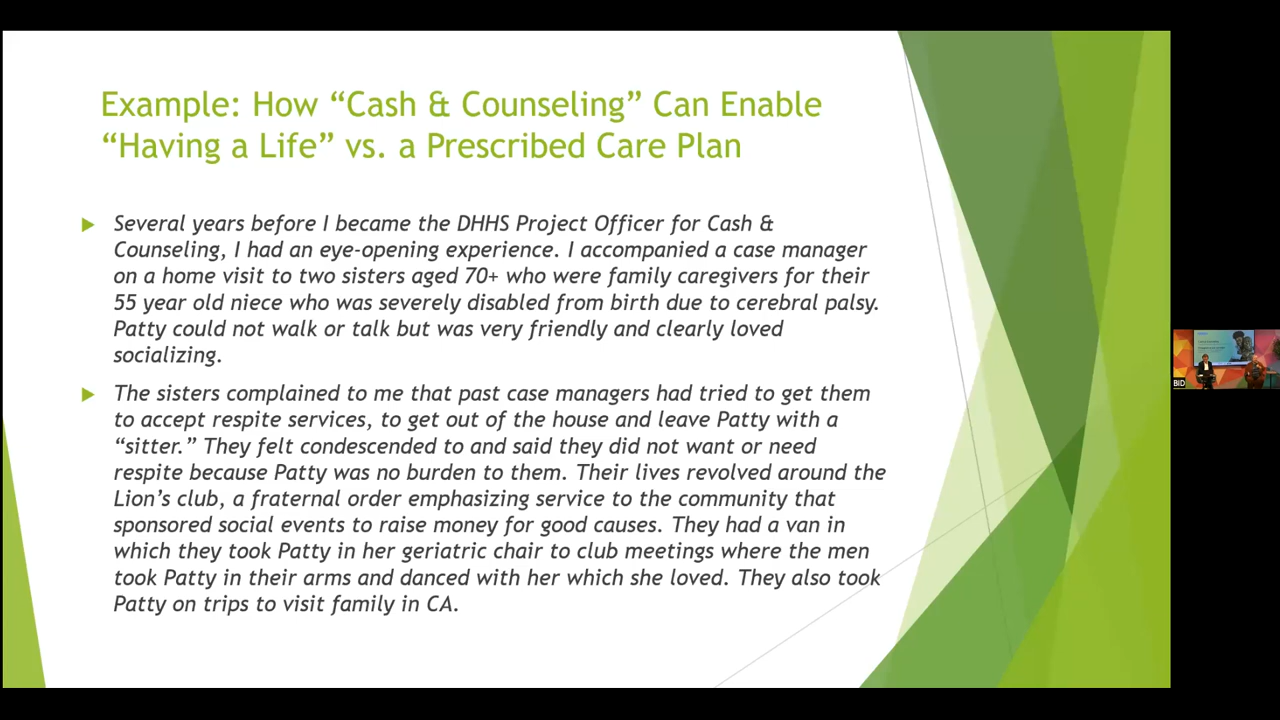 Example: How “Cash & Counseling” Can Enable
“Having a Life” vs. a Prescribed Care Plan
Several years before I became the DHHS Project Officer for Cash &
Counseling, I had an eye-opening experience. I accompanied a case manager
on a home visit to two sisters aged 70+ who were family caregivers for their
55 year old niece who was severely disabled from birth due to cerebral palsy.
Patty could not walk or talk but was very friendly and clearly loved
socializing.
The sisters complained to me that past case managers had tried to get them
to accept respite services, to get out of the house and leave Patty with a
“sitter.” They felt condescended to and said they did not want or need
respite because Patty was no burden to them. Their lives revolved around the
Lion’s club, a fraternal order emphasizing service to the community that
sponsored social events to raise money for good causes. They had a van in
which they took Patty in her geriatric chair to club meetings where the men
took Patty in their arms and danced with her which she loved. They also took
Patty on trips to visit family in CA.
BiD